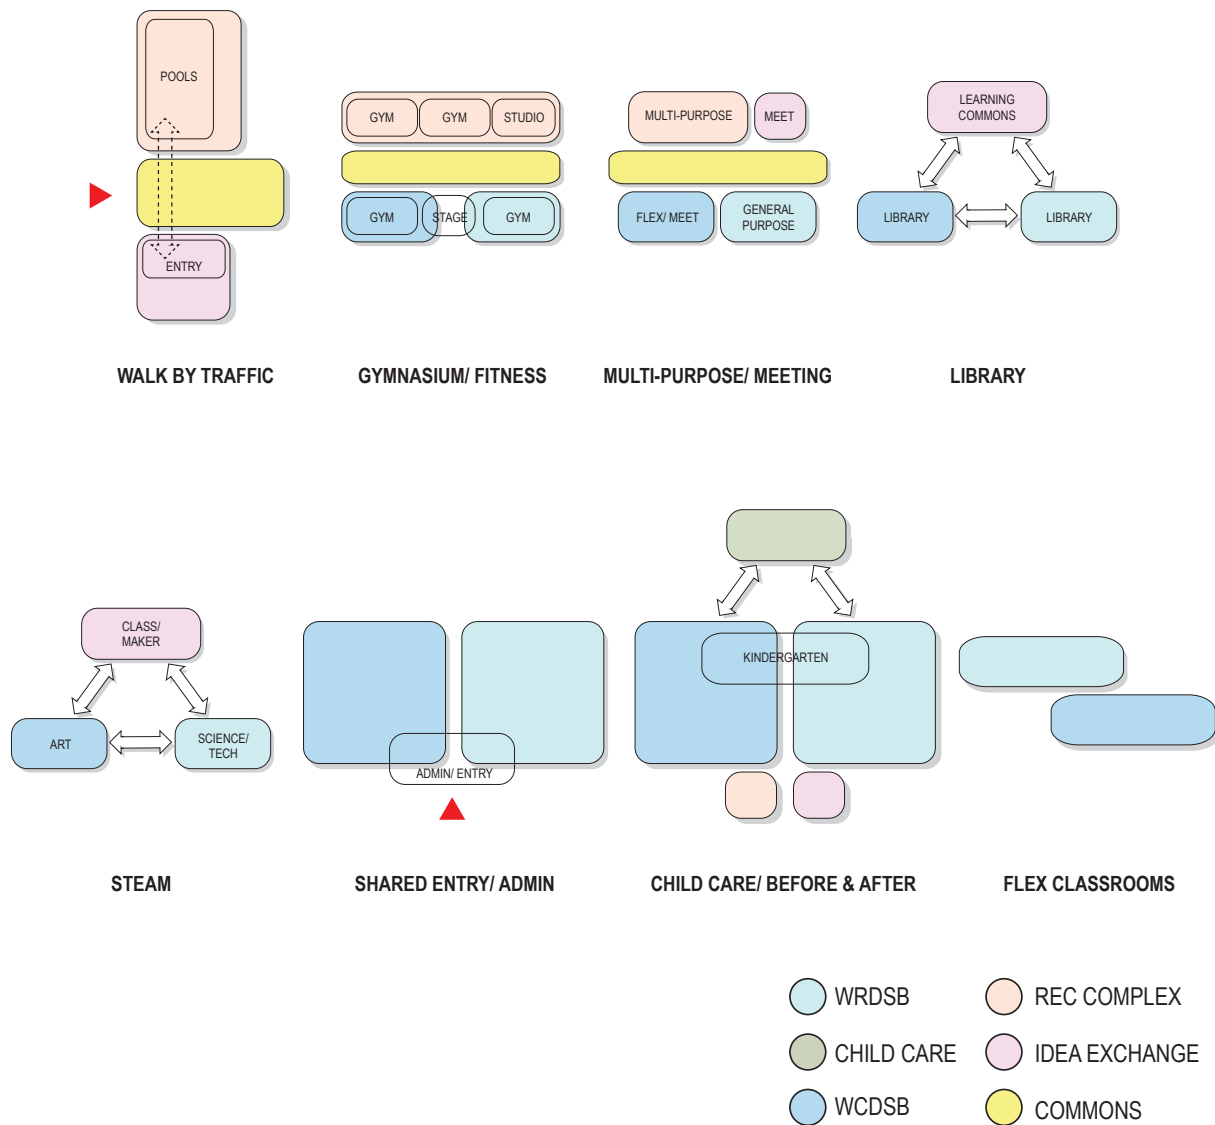 POOLS
ENTRY
WALK BY TRAFFIC
GYM
GYM
STUDIO
GYM
STAGE
GYM
GYMNASIUM/ FITNESS
MULTI-PURPOSE
MEET
FLEX/ MEET
GENERAL
PURPOSE
MULTI-PURPOSE/ MEETING
LEARNING
COMMONS
LIBRARY
LIBRARY
LIBRARY
CLASS/
MAKER
ART
SCIENCE/
TECH
STEAM
ADMIN/ ENTRY
SHARED ENTRY/ ADMIN
KINDERGARTEN
CHILD CARE/ BEFORE & AFTER
FLEX CLASSROOMS
WRDSB
REC COMPLEX
CHILD CARE
IDEA EXCHANGE
WCDSB
COMMONS